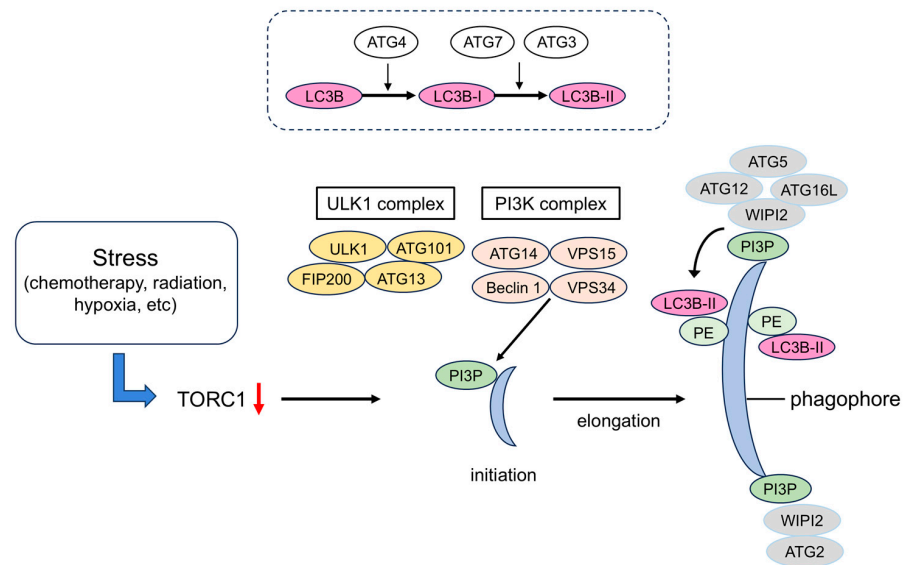 ATG4
ATG7
ATG3
LC3B
LC3B-I
LC3B-II
ATG5
ATG12
ATG16L
WIPI2
PI3P
ULK1 complex
PI3K complex
ULK1
ATG101
FIP200
ATG13
ATG14
VPS15
Beclin 1
VPS34
Stress
(chemotherapy, radiation,
hypoxia, etc)
LC3B-II
PE
PE
LC3B-II
PI3P
TORC1
elongation
phagophore
initiation
PI3P
WIPI2
ATG2